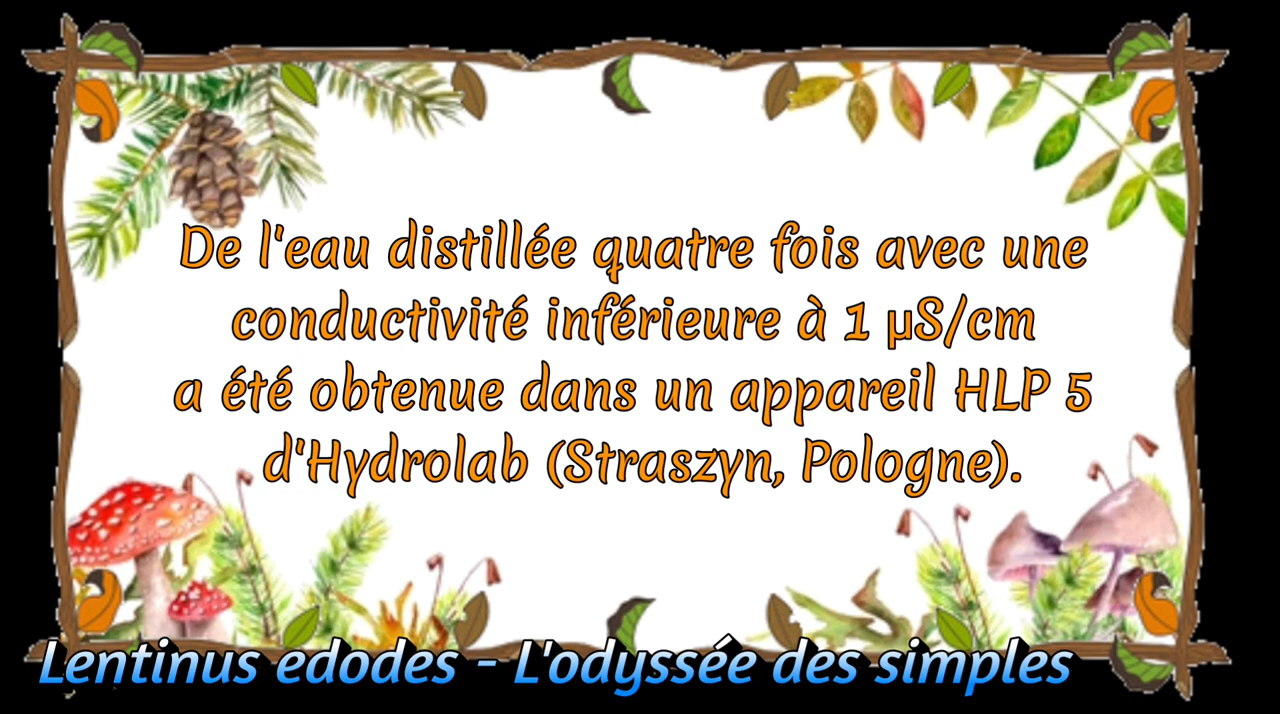 De l'eau distillée quatre fois avec une
conductivité inférieure à 1 µS/cm
a été obtenue dans un appareil HLP 5
d'Hydrolab (Straszyn, Pologne).
Lentinus edodes - L'odyssée des simples